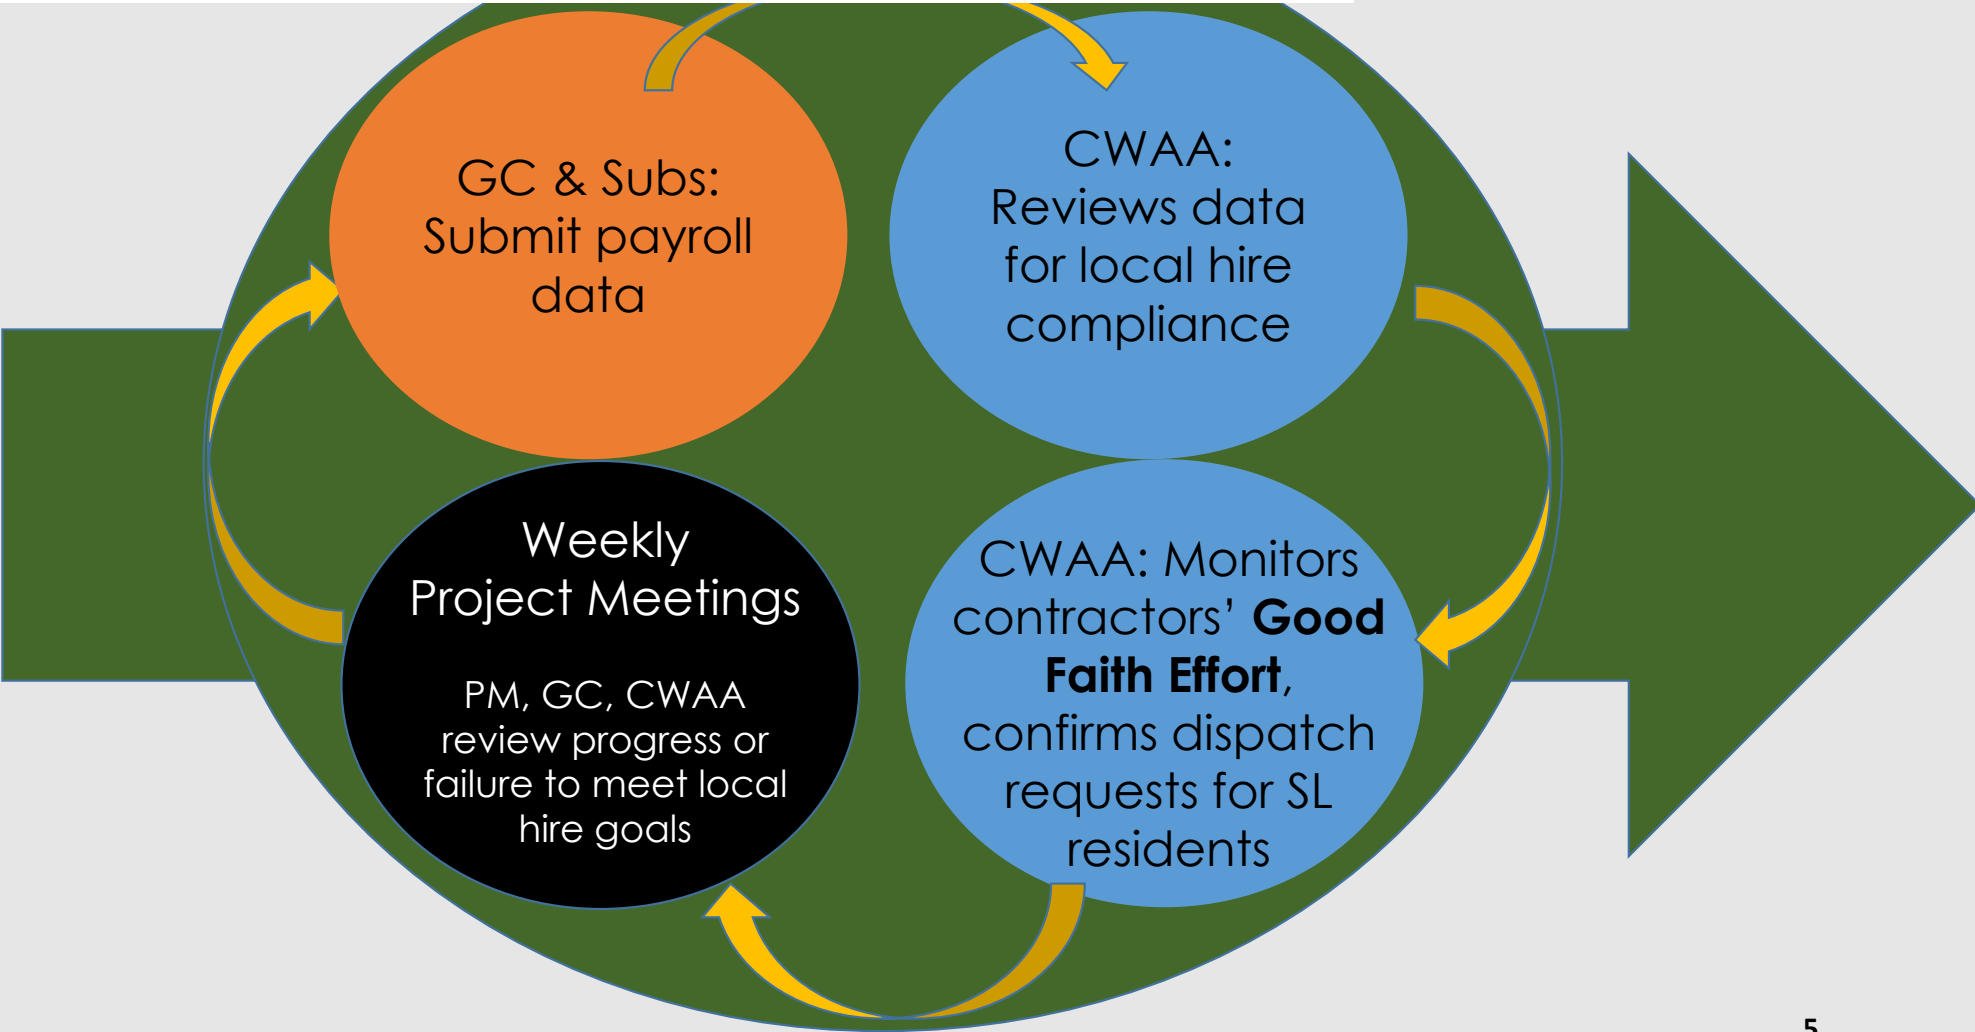 GC & Subs:
Submit payroll
data
CWAA:
Reviews data
for local hire
compliance
Weekly
Project Meetings
PM, GC, CWAA
review progress or
failure to meet local
hire goals
CWAA: Monitors
contractors’ Good
Faith Effort,
confirms dispatch
requests for SL
residents
5